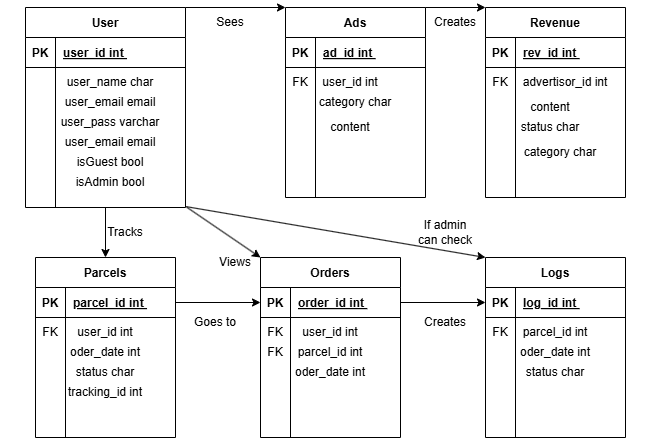 User
PK user_id int
user_name char
user_email email
user_pass varchar
user_email email
isGuest bool
isAdmin bool
Sees
Ads
PK ad_id int
FK user_id int
category char
content
Creates
Revenue
PK rev_id int
FK advertisor_id int
content
status char
category char
Tracks
Views
If admin
can check
Parcels
PK parcel_id int
FK user_id int
oder_date int
status char
tracking_id int
Goes to
Orders
PK order_id int
FK user_id int
FK parcel_id int
oder_date int
Creates
Logs
PK log_id int
FK parcel_id int
oder_date int
status char